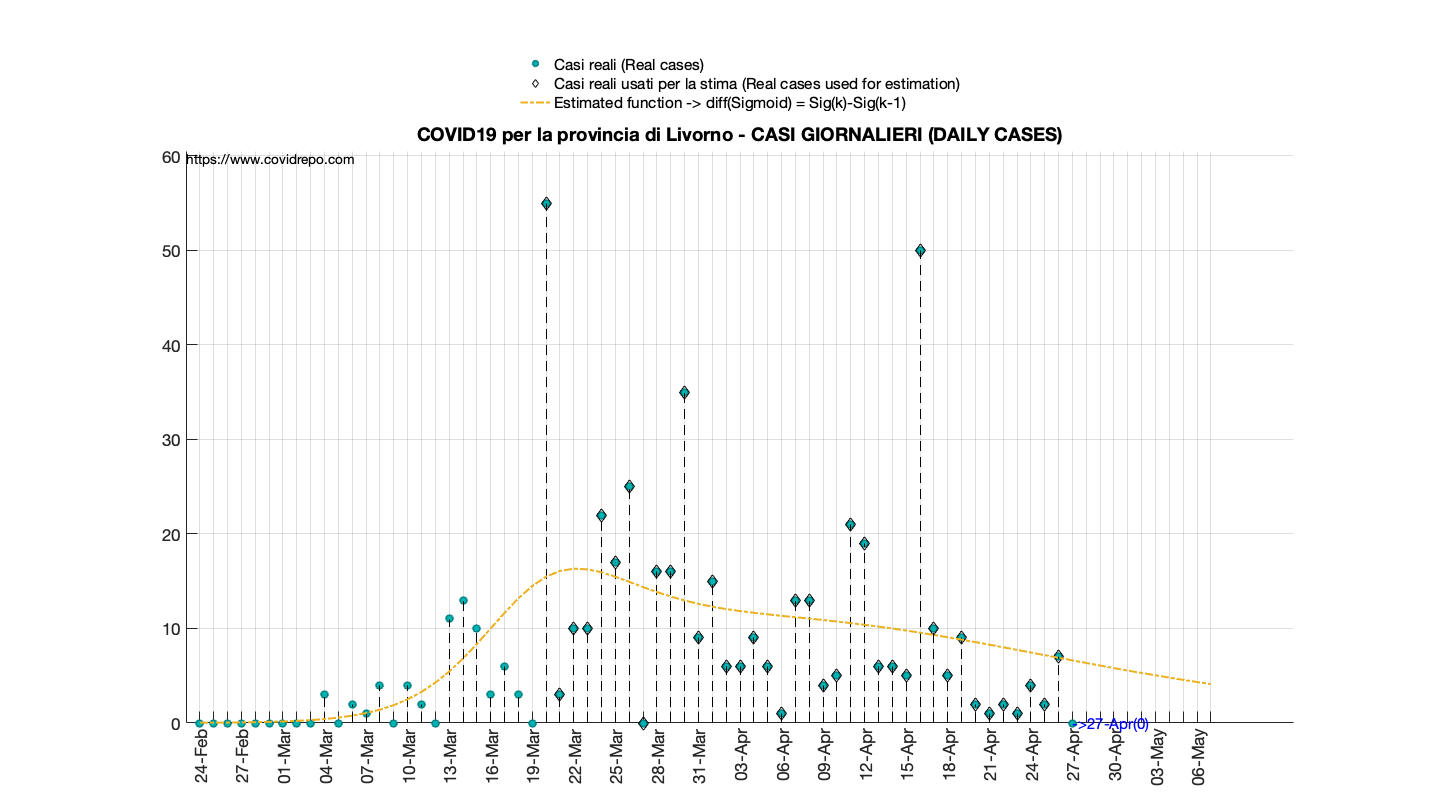 Casi reali (Real cases)
Casi reali usati per la stima (Real cases used for estimation)
Estimated function -> diff(Sigmoid) = Sig(k)-Sig(k-1)
COVID19 per la provincia di Livorno - CASI GIORNALIERI (DAILY CASES)
https://www.covidrepo.com
60
50
40
30
20
10
0
->27-Apr(0)
24-Feb
27-Feb
01-Mar
04-Mar
07-Mar
10-Mar
13-Mar
16-Mar
19-Mar
22-Mar
25-Mar
28-Mar
31-Mar
03-Apr
06-Apr
09-Apr
12-Apr
15-Apr
18-Apr
21-Apr
24-Apr
27-Apr
30-Apr
03-May
06-May